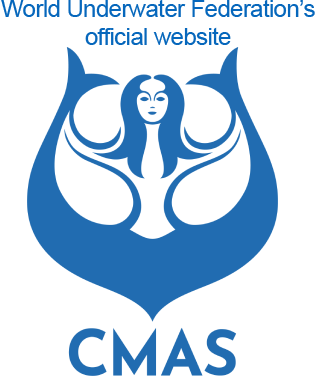 World Underwater Federation's
official website
CMAS